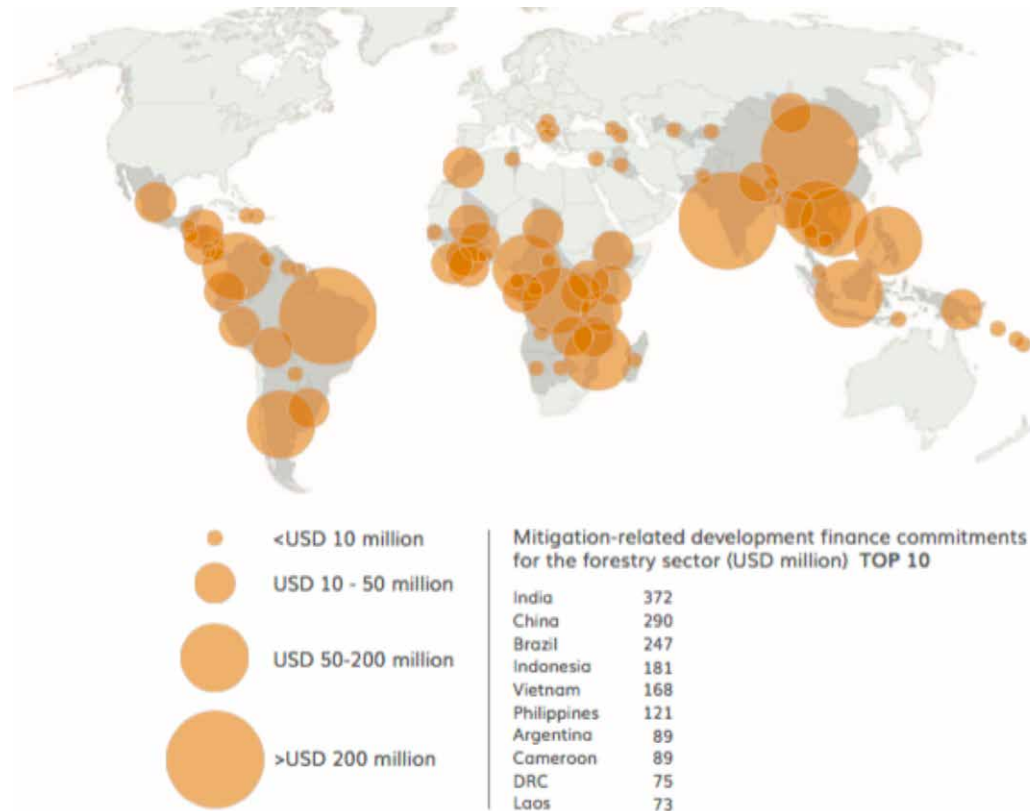 <USD 10 million
USD 10 - 50 million
USD 50-200 million
>USD 200 million
Mitigation-related development finance commitments
for the forestry sector (USD million) TOP 10
India 372
China 290
Brazil 247
Indonesia 181
Vietnam 168
Philippines 121
Argentina 89
Cameroon 89
DRC 75
Laos 73